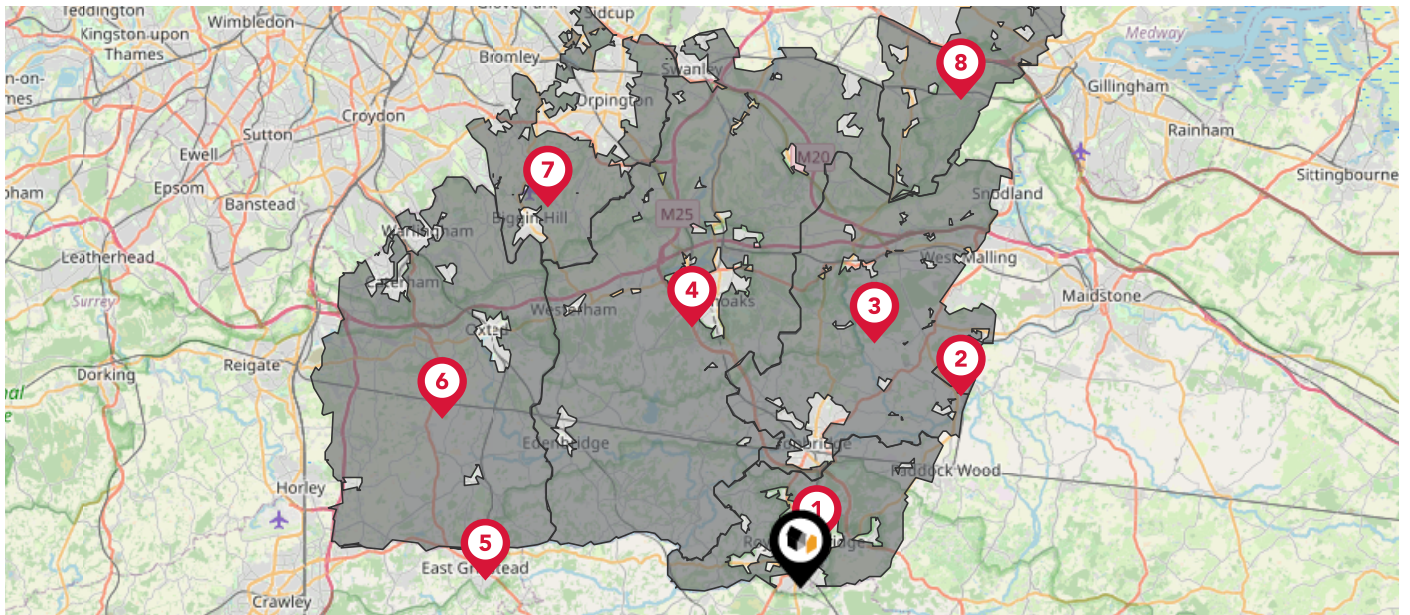 Teddington
Wimbledon
Sidcup
Kingston upon
Thames
Bromley
Swanley
8
Medway
Gillingham
Orpington
Croydon
Sutton
Rainham
Ewell
M20
7
Epsom
Sittingbourne
Banstead
Snodland
M25
Biggin Hill
Warlingham
Leatherhead
West Malling
Caterham
4
Maidstone
Surrey
Westerham
3
Oxted
2
Reigate
Dorking
6
Edenbridge
Tonbridge
Paddock Wood
Horley
1
5
East Grinstead
Crawley